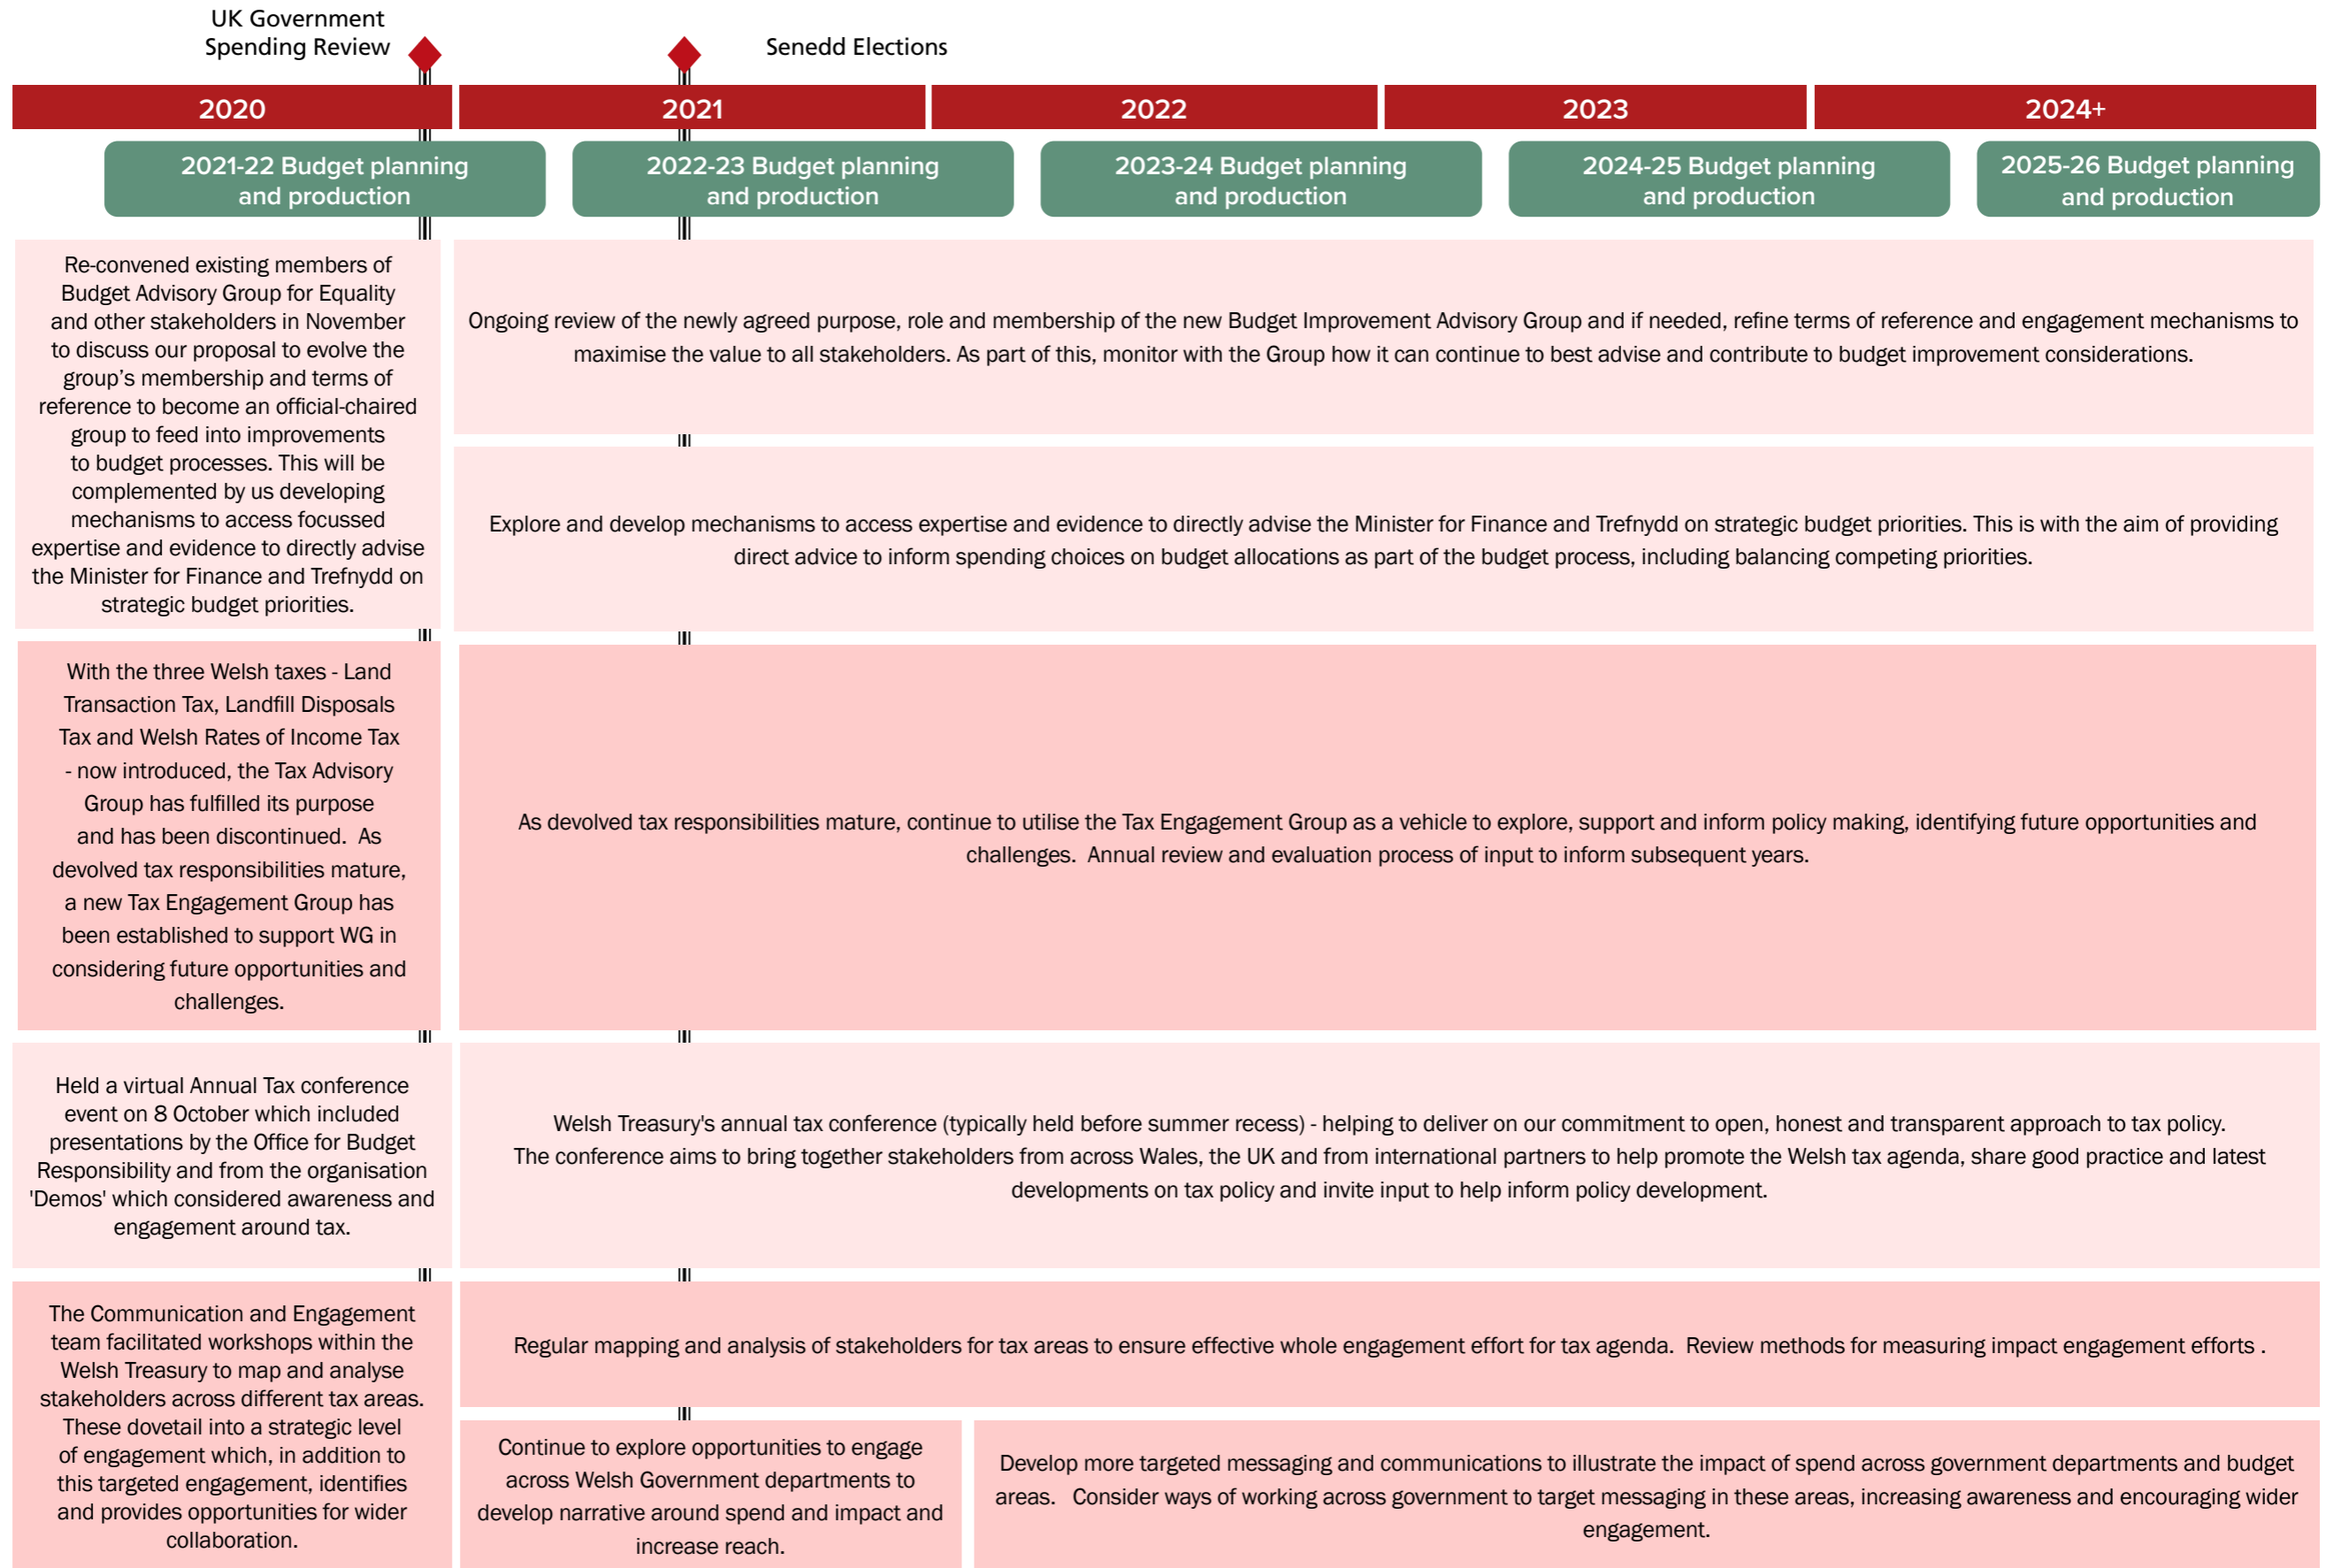 UK Government
Spending Review
Senedd Elections
2020
2021
2022
2023
2024+
2021-22 Budget planning
and production
2022-23 Budget planning
and production
2023-24 Budget planning
and production
2024-25 Budget planning
and production
2025-26 Budget planning
and production
Re-convened existing members of
Budget Advisory Group for Equality
and other stakeholders in November
to discuss our proposal to evolve the
group's membership and terms of
reference to become an official-chaired
group to feed into improvements
to budget processes. This will be
complemented by us developing
mechanisms to access focussed
expertise and evidence to directly advise
the Minister for Finance and Trefnydd on
strategic budget priorities.
Ongoing review of the newly agreed purpose, role and membership of the new Budget Improvement Advisory Group and if needed, refine terms of reference and engagement mechanisms to
maximise the value to all stakeholders. As part of this, monitor with the Group how it can continue to best advise and contribute to budget improvement considerations.
Explore and develop mechanisms to access expertise and evidence to directly advise the Minister for Finance and Trefnydd on strategic budget priorities. This is with the aim of providing
direct advice to inform spending choices on budget allocations as part of the budget process, including balancing competing priorities.
With the three Welsh taxes - Land
Transaction Tax, Landfill Disposals
Tax and Welsh Rates of Income Tax
- now introduced, the Tax Advisory
Group has fulfilled its purpose
and has been discontinued.  As
devolved tax responsibilities mature,
a new Tax Engagement Group has
been established to support WG in
considering future opportunities and
challenges.
As devolved tax responsibilities mature, continue to utilise the Tax Engagement Group as a vehicle to explore, support and inform policy making, identifying future opportunities and
challenges.  Annual review and evaluation process of input to inform subsequent years.
Held a virtual Annual Tax conference
event on 8 October which included
presentations by the Office for Budget
Responsibility and from the organisation
'Demos' which considered awareness and
engagement around tax.
Welsh Treasury's annual tax conference (typically held before summer recess) - helping to deliver on our commitment to open, honest and transparent approach to tax policy.
The conference aims to bring together stakeholders from across Wales, the UK and from international partners to help promote the Welsh tax agenda, share good practice and latest
developments on tax policy and invite input to help inform policy development.
The Communication and Engagement
team facilitated workshops within the
Welsh Treasury to map and analyse
stakeholders across different tax areas.
These dovetail into a strategic level
of engagement which, in addition to
this targeted engagement, identifies
and provides opportunities for wider
collaboration.
Regular mapping and analysis of stakeholders for tax areas to ensure effective whole engagement effort for tax agenda.  Review methods for measuring impact engagement efforts .
Continue to explore opportunities to engage
across Welsh Government departments to
develop narrative around spend and impact and
increase reach.
Develop more targeted messaging and communications to illustrate the impact of spend across government departments and budget
areas.   Consider ways of working across government to target messaging in these areas, increasing awareness and encouraging wider
engagement.